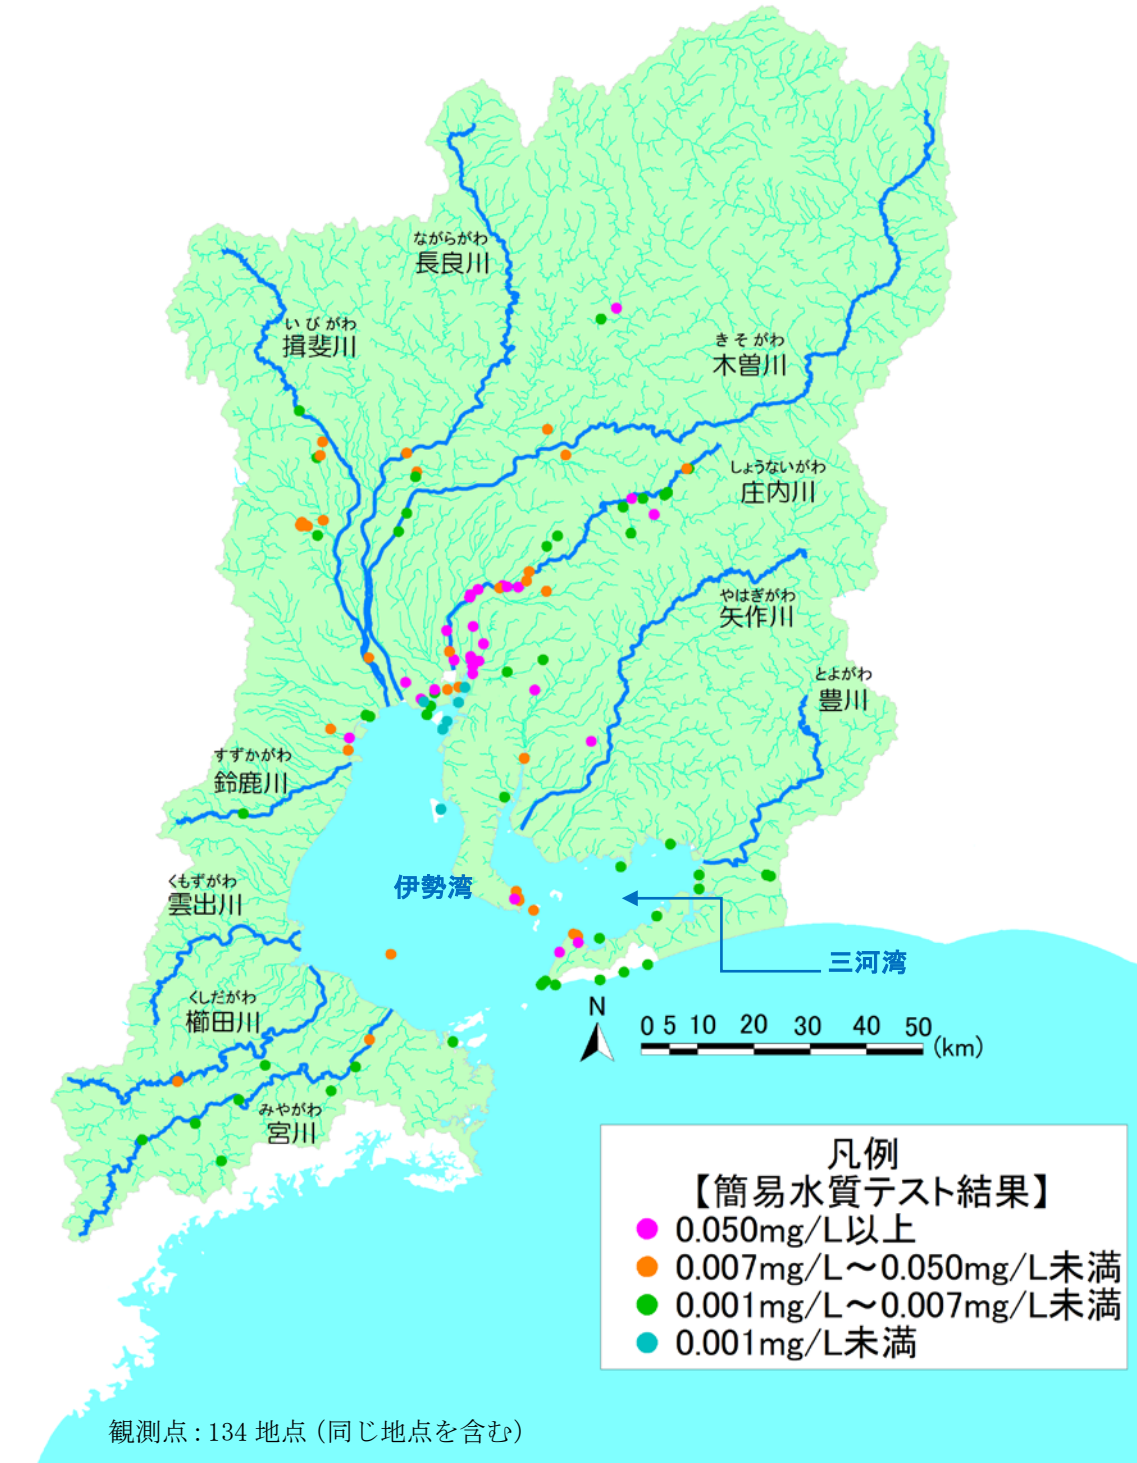 ながらがわ
長良川
いびがわ
揖斐川
きそがわ
木曽川
しょうないがわ
庄内川
やはぎがわ
矢作川
とよがわ
豊川
すずかがわ
鈴鹿川
くもずがわ
雲出川
伊勢湾
三河湾
くしだがわ
櫛田川
みやがわ
宮川
N
0 5 10 20 30 40 50
(km)
凡例
【簡易水質テスト結果】
0.050mg/L以上
0.007mg/L～0.050mg/L未満
0.001mg/L～0.007mg/L未満
0.001mg/L未満
観測点:134地点(同じ地点を含む)